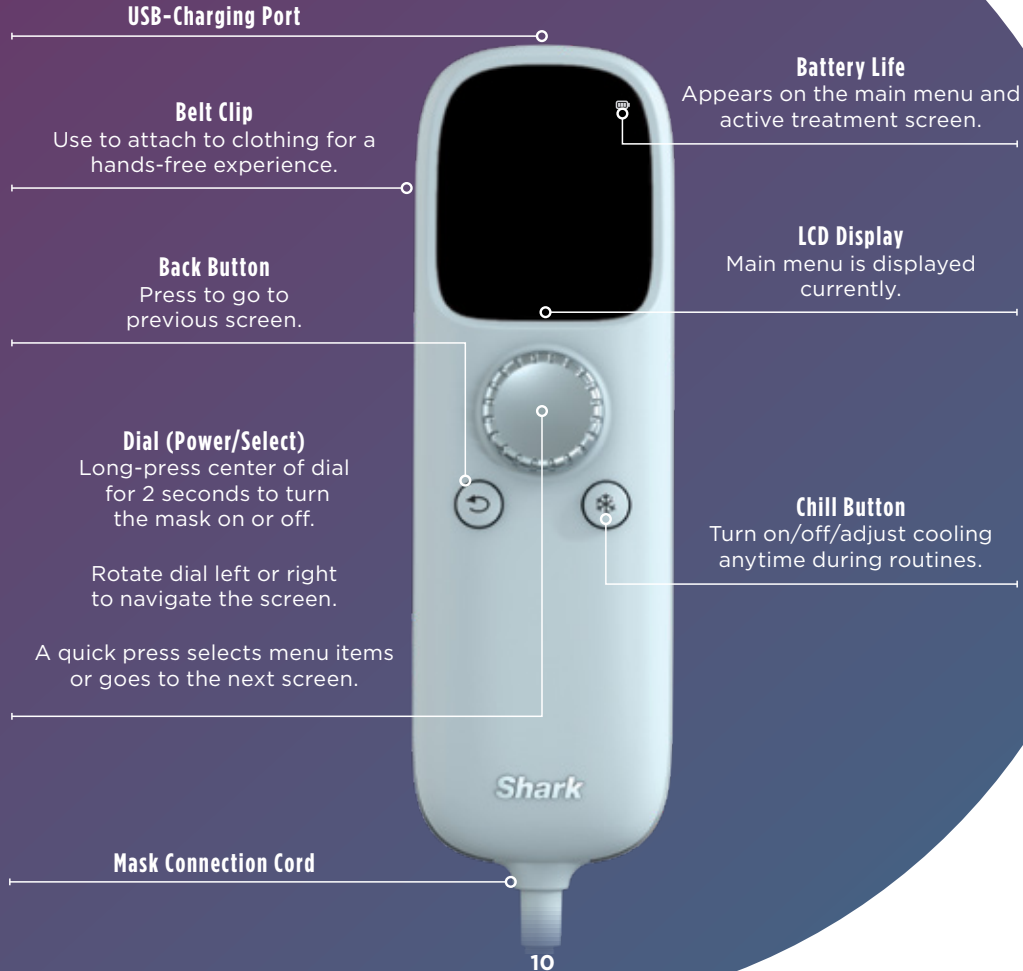 USB-Charging Port
Belt Clip
Use to attach to clothing for a
hands-free experience.
Back Button
Press to go to
previous screen.
Dial (Power/Select)
Long-press center of dial
for 2 seconds to turn
the mask on or off.
Rotate dial left or right
to navigate the screen.
A quick press selects menu items
or goes to the next screen.
Mask Connection Cord
Battery Life
Appears on the main menu and
active treatment screen.
LCD Display
Main menu is displayed
currently.
Chill Button
Turn on/off/adjust cooling
anytime during routines.
Shark
10